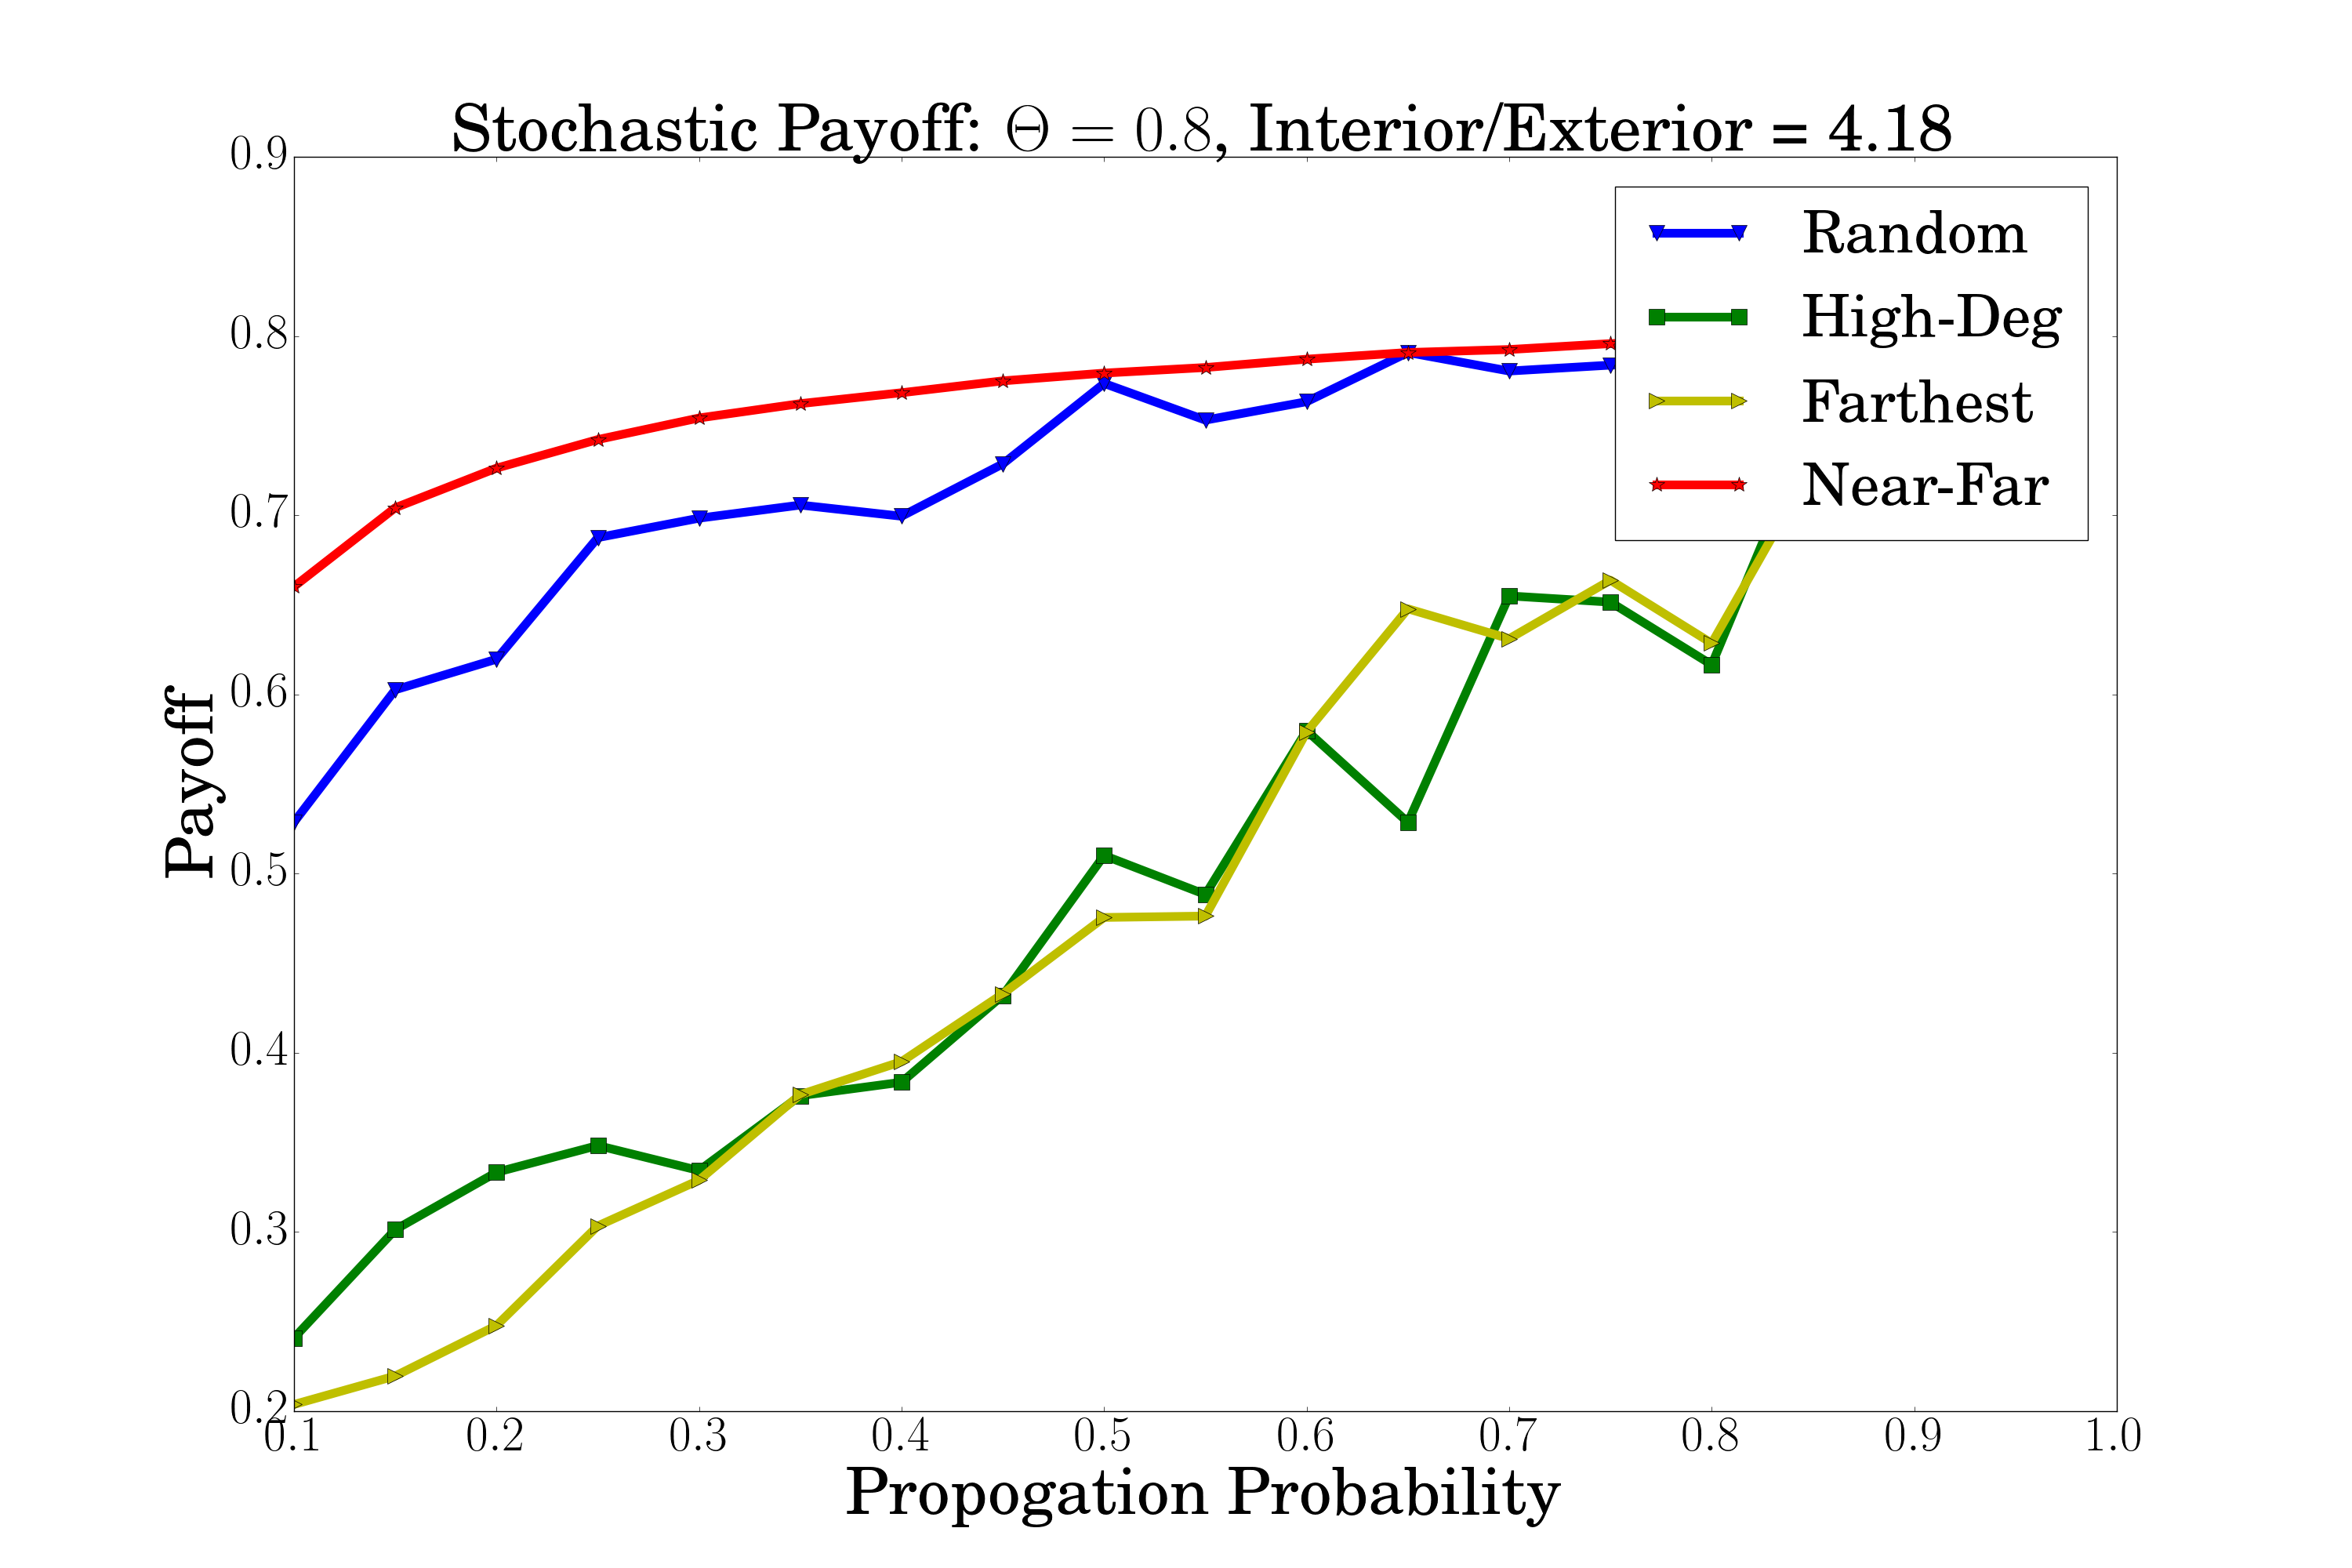 Stochastic Payoff: Θ = 0.8, Interior/Exterior = 4.18
0.9
0.8
0.7
0.6
0.5
0.4
0.3
0.2
Payoff
Random
High-Deg
Farthest
Near-Far
0.1 0.2 0.3 0.4 0.5 0.6 0.7 0.8 0.9 1.0
Propogation Probability